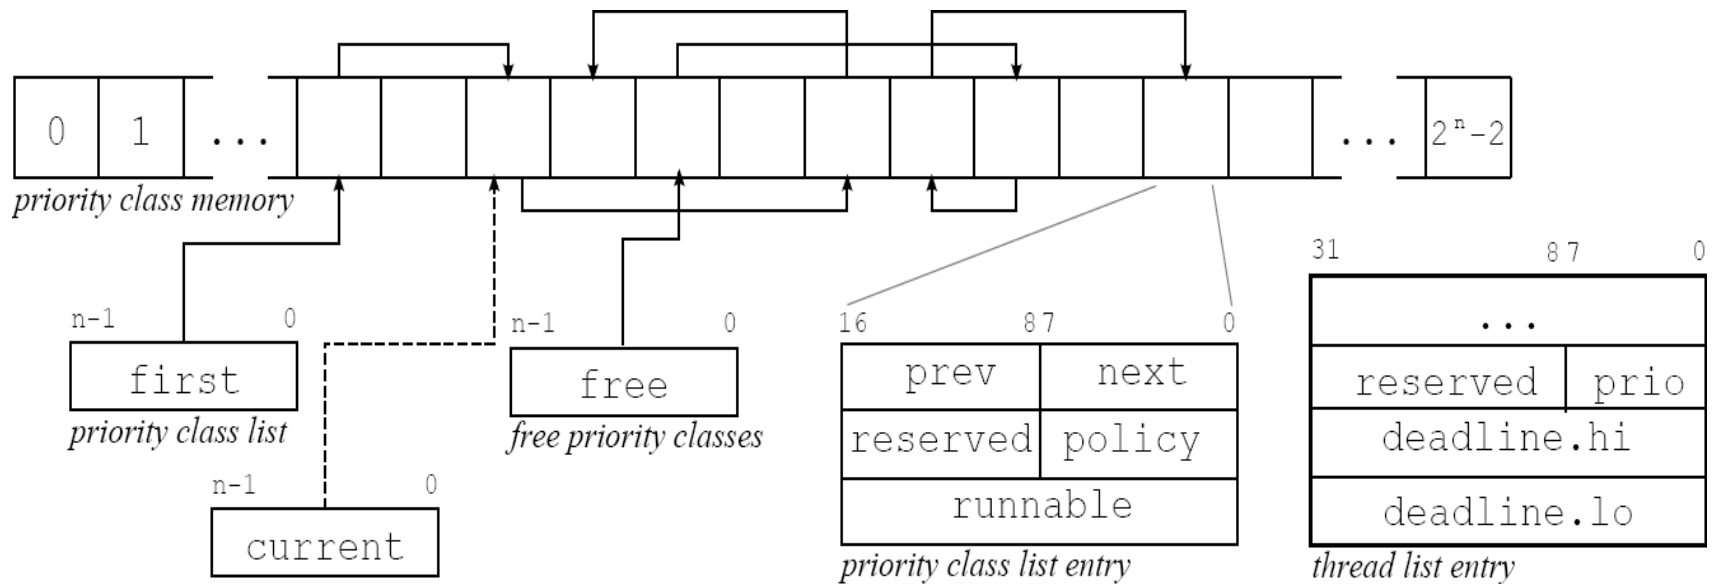 0 1 ... ... 2ⁿ-2
priority class memory
31 8 7 0
n-1 0
n-1 0
16 8 7 0
...
first
free
prev next
reserved prio
priority class list
free priority classes
reserved policy
deadline.hi
n-1 0
runnable
deadline.lo
current
priority class list entry
thread list entry